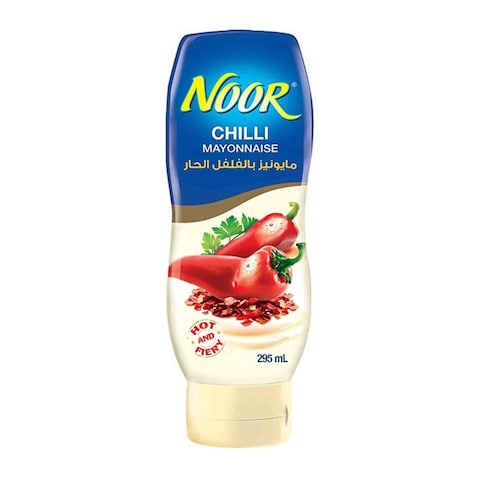 NOOR®
CHILLI
MAYONNAISE
مايونيز بالفلفل الحار
HOT
AND
FIERY
295 mL